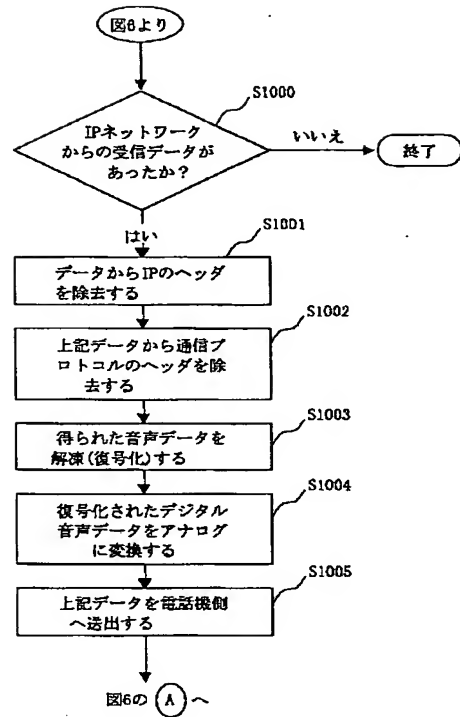 図6より
S1000
IPネットワーク
からの受信データが
あったか？
いいえ
終了
はい
S1001
データからIPのヘッダ
を除去する
S1002
上記データから通信プ
ロトコルのヘッダを除
去する
S1003
得られた音声データを
解凍(復号化)する
S1004
復号化されたデジタル
音声データをアナログ
に変換する
S1005
上記データを電話機側
へ送出する
図6の A へ